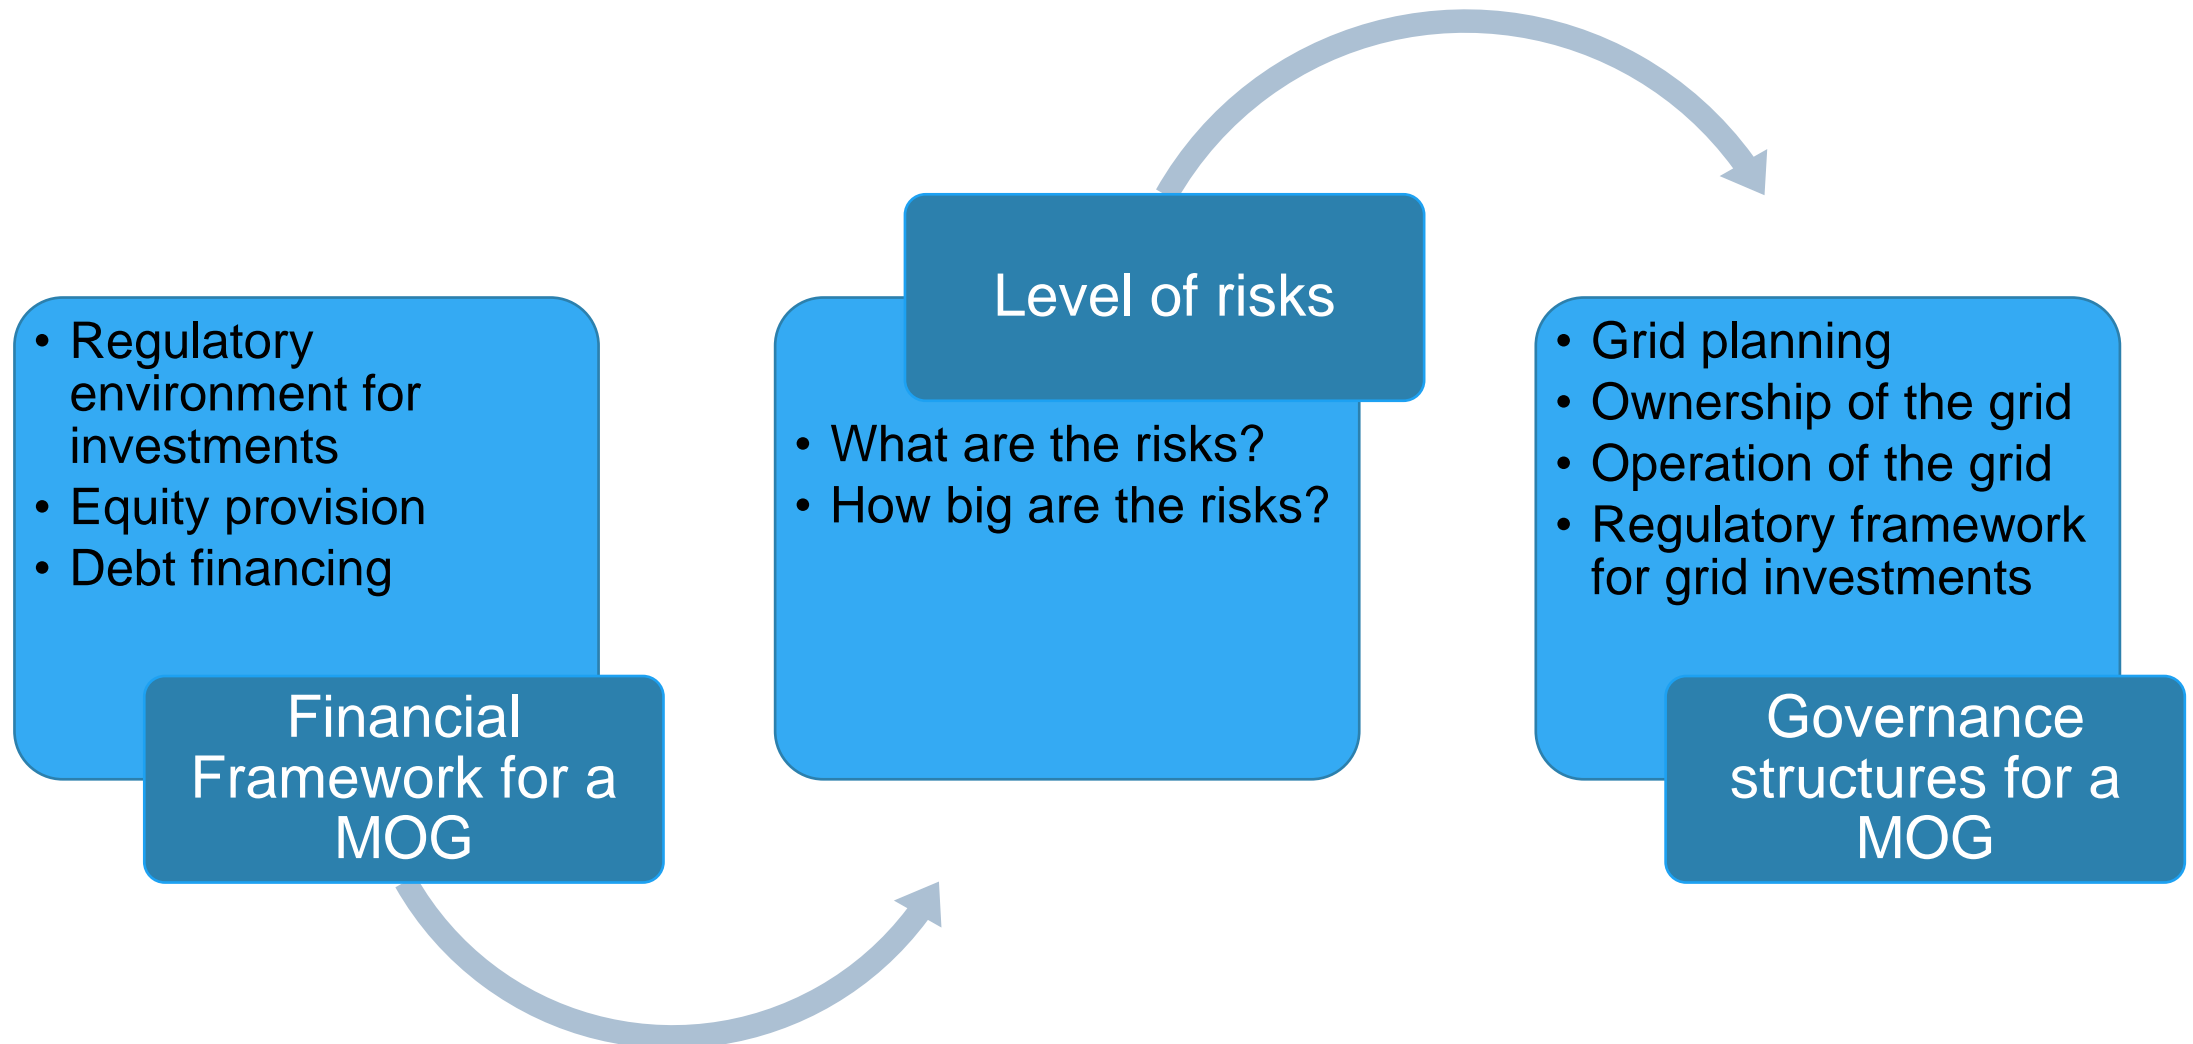 • Regulatory
environment for
investments
• Equity provision
• Debt financing
Financial
Framework for a
MOG
Level of risks
• What are the risks?
• How big are the risks?
• Grid planning
• Ownership of the grid
• Operation of the grid
• Regulatory framework
for grid investments
Governance
structures for a
MOG